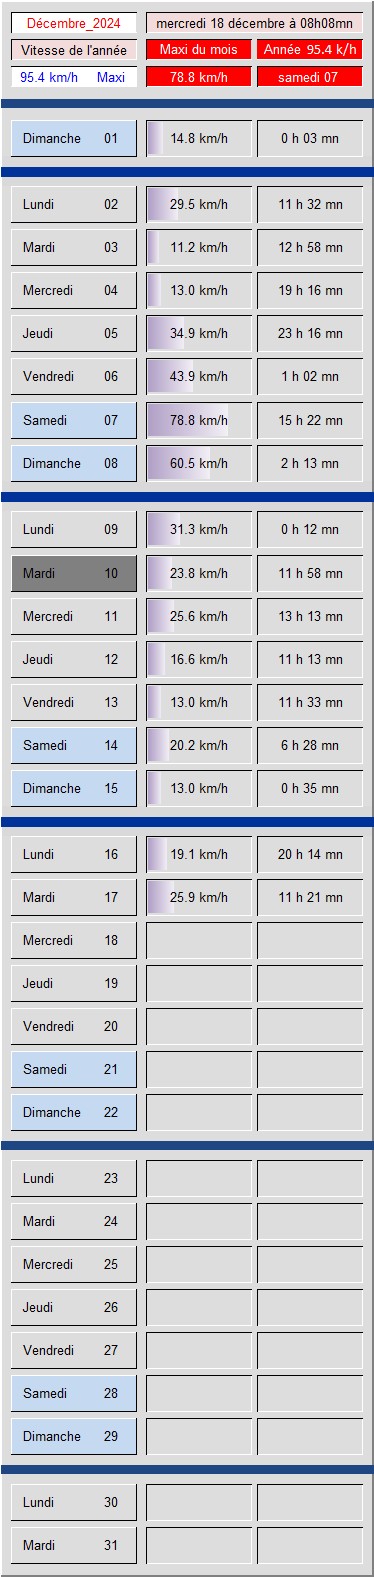 Décembre_2024 mercredi 18 décembre à 08h08mn
Vitesse de l'année Maxi du mois Année 95.4 k/h
95.4 km/h Maxi 78.8 km/h samedi 07
Dimanche 01 14.8 km/h 0 h 03 mn
Lundi 02 29.5 km/h 11 h 32 mn
Mardi 03 11.2 km/h 12 h 58 mn
Mercredi 04 13.0 km/h 19 h 16 mn
Jeudi 05 34.9 km/h 23 h 16 mn
Vendredi 06 43.9 km/h 1 h 02 mn
Samedi 07 78.8 km/h 15 h 22 mn
Dimanche 08 60.5 km/h 2 h 13 mn
Lundi 09 31.3 km/h 0 h 12 mn
Mardi 10 23.8 km/h 11 h 58 mn
Mercredi 11 25.6 km/h 13 h 13 mn
Jeudi 12 16.6 km/h 11 h 13 mn
Vendredi 13 13.0 km/h 11 h 33 mn
Samedi 14 20.2 km/h 6 h 28 mn
Dimanche 15 13.0 km/h 0 h 35 mn
Lundi 16 19.1 km/h 20 h 14 mn
Mardi 17 25.9 km/h 11 h 21 mn
Mercredi 18
Jeudi 19
Vendredi 20
Samedi 21
Dimanche 22
Lundi 23
Mardi 24
Mercredi 25
Jeudi 26
Vendredi 27
Samedi 28
Dimanche 29
Lundi 30
Mardi 31